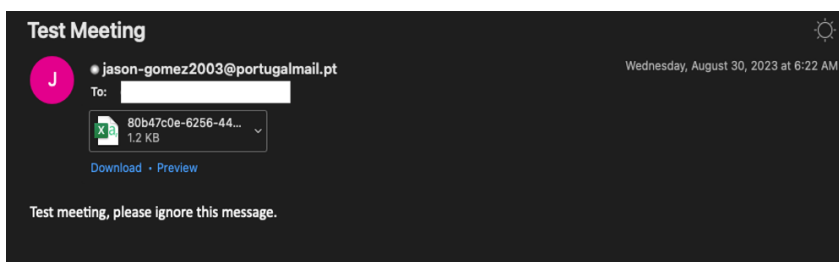 Test Meeting
J
jason-gomez2003@portugalmail.pt
Wednesday, August 30, 2023 at 6:22 AM
To:
80b47c0e-6256-44...
1.2 KB
Download • Preview
Test meeting, please ignore this message.